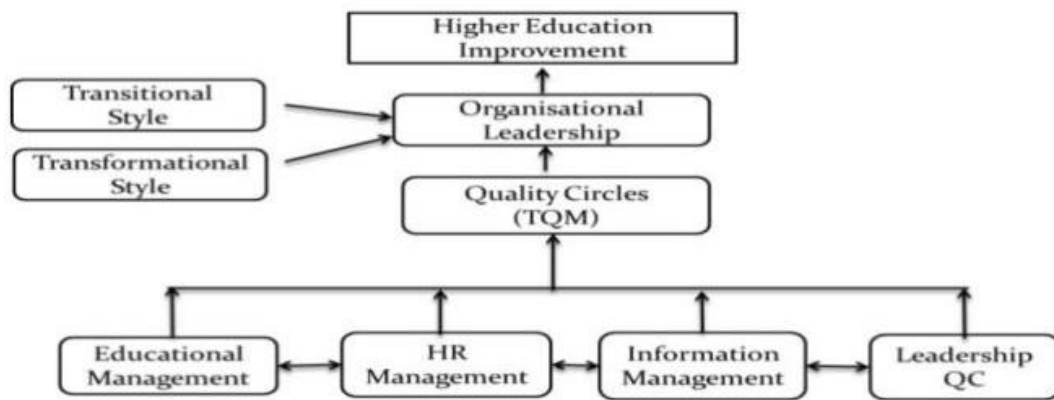 Higher Education
Improvement
Transitional
Style
Organisational
Leadership
Transformational
Style
Quality Circles
(TQM)
Educational
Management
HR
Management
Information
Management
Leadership
QC